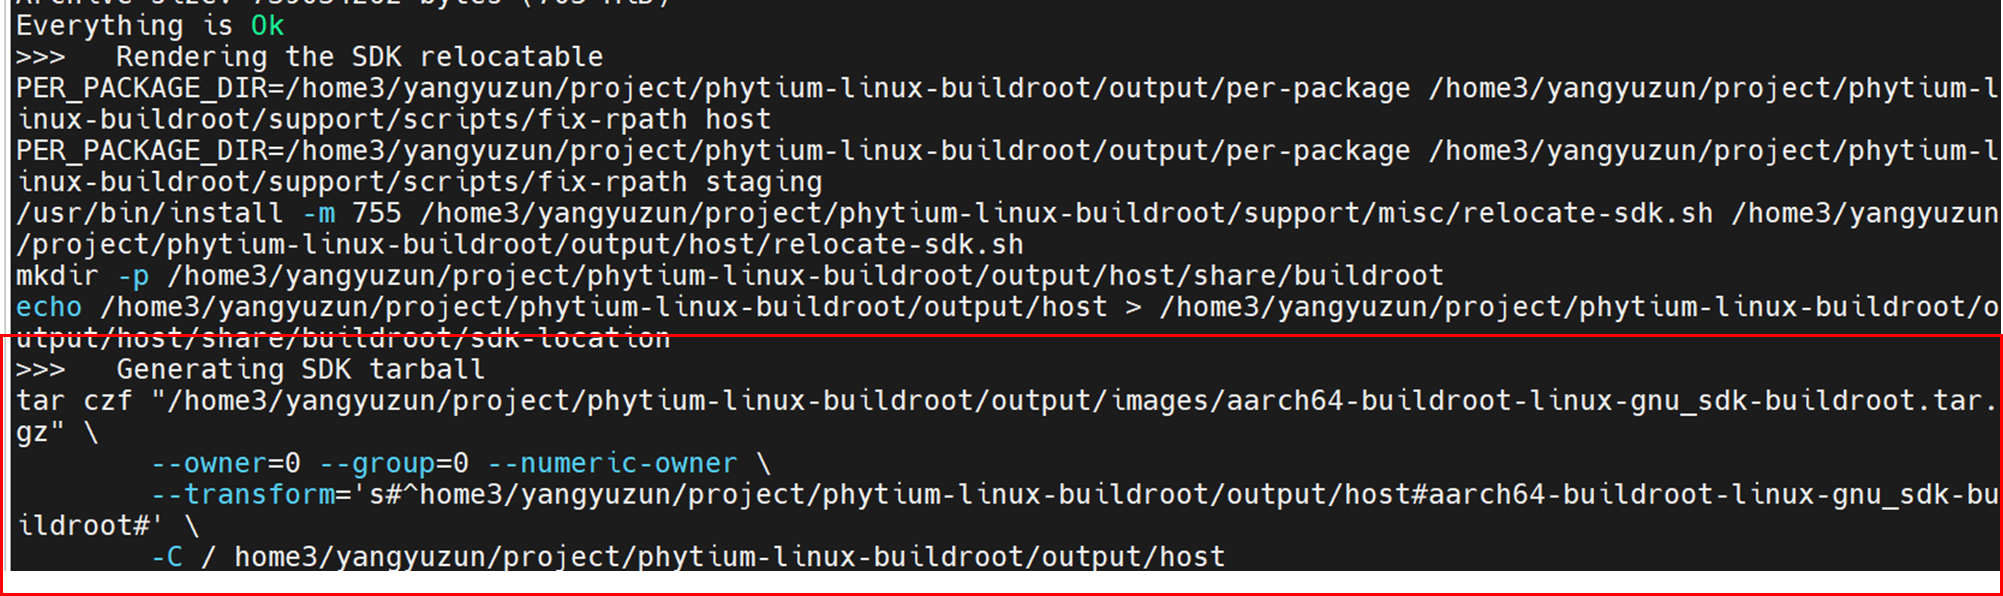 Everything is Ok
>>>   Rendering the SDK relocatable
PER_PACKAGE_DIR=/home3/yangyuzun/project/phytium-linux-buildroot/output/per-package /home3/yangyuzun/project/phytium-l
inux-buildroot/support/scripts/fix-rpath host
PER_PACKAGE_DIR=/home3/yangyuzun/project/phytium-linux-buildroot/output/per-package /home3/yangyuzun/project/phytium-l
inux-buildroot/support/scripts/fix-rpath staging
/usr/bin/install -m 755 /home3/yangyuzun/project/phytium-linux-buildroot/support/misc/relocate-sdk.sh /home3/yangyuzun
/project/phytium-linux-buildroot/output/host/relocate-sdk.sh
mkdir -p /home3/yangyuzun/project/phytium-linux-buildroot/output/host/share/buildroot
echo /home3/yangyuzun/project/phytium-linux-buildroot/output/host > /home3/yangyuzun/project/phytium-linux-buildroot/o
utput/host/share/buildroot/sdk-location
>>>   Generating SDK tarball
tar czf "/home3/yangyuzun/project/phytium-linux-buildroot/output/images/aarch64-buildroot-linux-gnu_sdk-buildroot.tar.
gz" \
        --owner=0 --group=0 --numeric-owner \
        --transform='s#^home3/yangyuzun/project/phytium-linux-buildroot/output/host#aarch64-buildroot-linux-gnu_sdk-bu
ildroot#' \
        -C / home3/yangyuzun/project/phytium-linux-buildroot/output/host